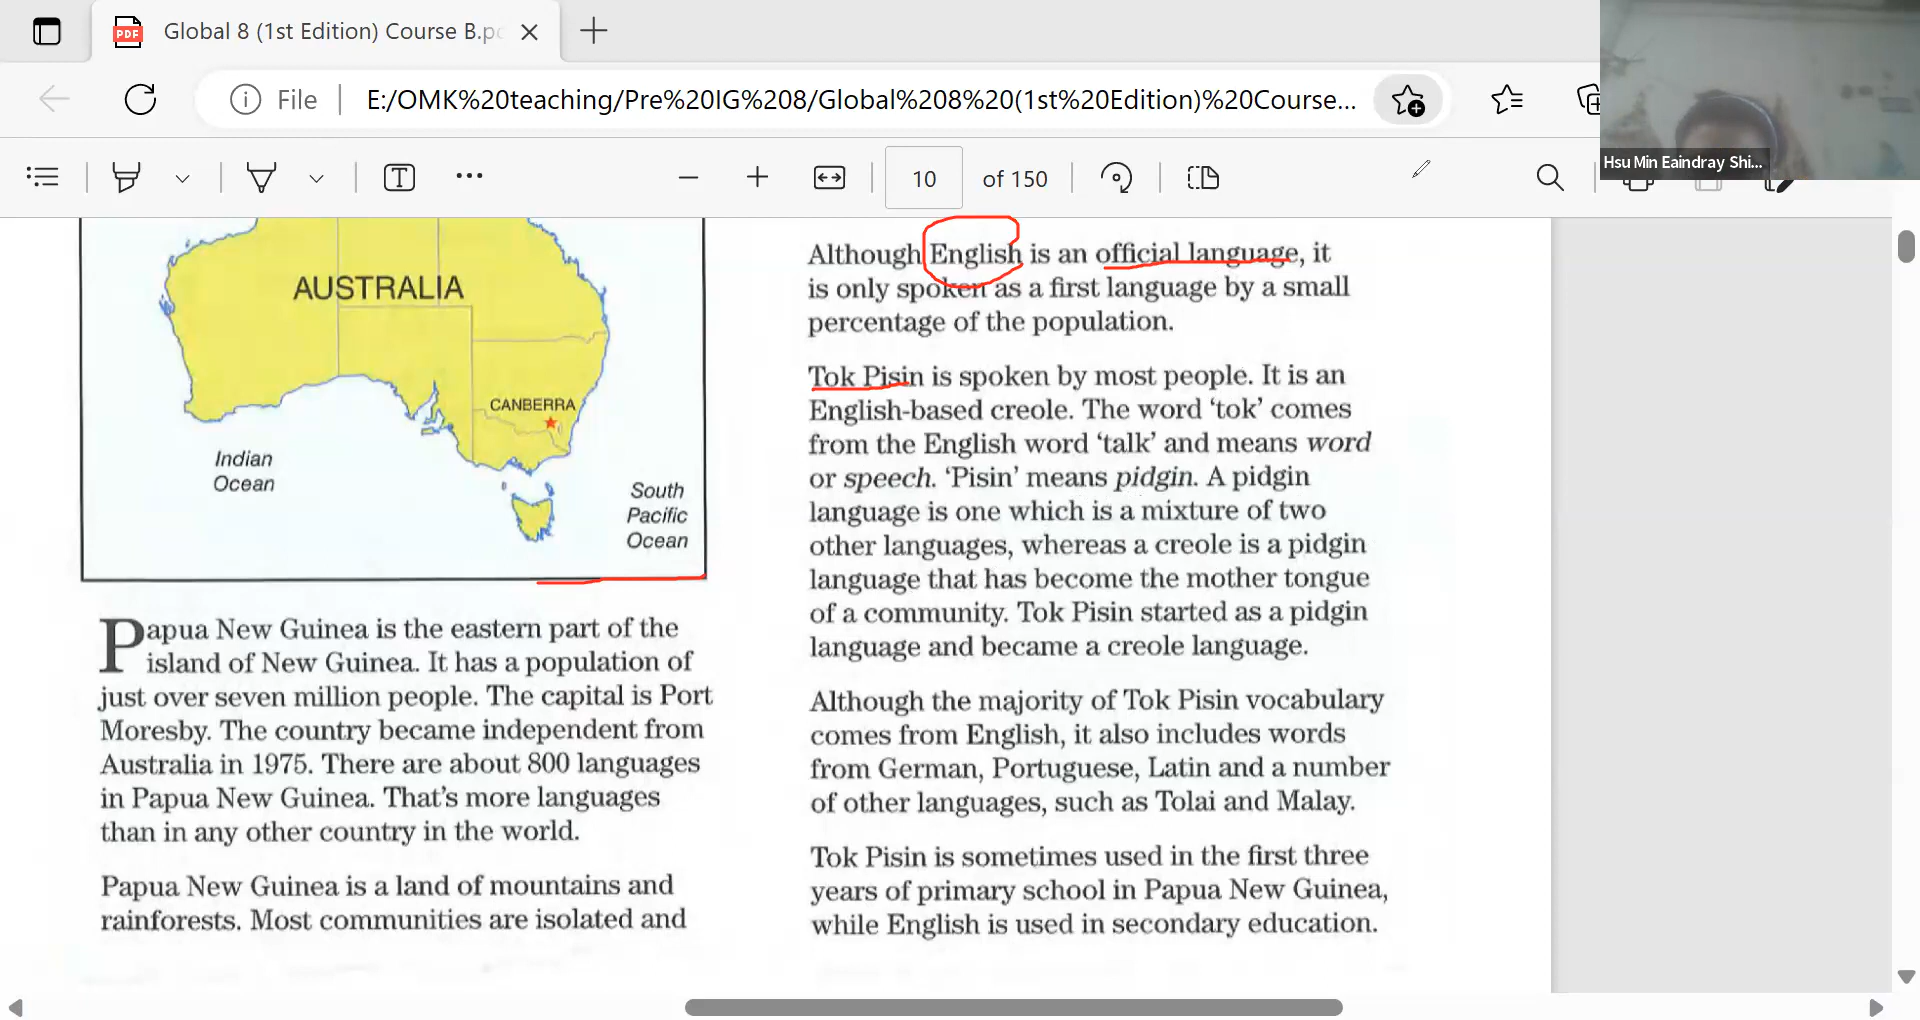 Global 8 (1st Edition) Course B.p
File
E:/OMK%20teaching/Pre%20IG%208/Global%208%20(1st%20Edition)%20Course...
10 of 150
Hsu Min Eaindray Shi...
AUSTRALIA
CANBERRA
Indian
Ocean
South
Pacific
Ocean
Papua New Guinea is the eastern part of the
island of New Guinea. It has a population of
just over seven million people. The capital is Port
Moresby. The country became independent from
Australia in 1975. There are about 800 languages
in Papua New Guinea. That's more languages
than in any other country in the world.
Papua New Guinea is a land of mountains and
rainforests. Most communities are isolated and
Although English is an official language, it
is only spoken as a first language by a small
percentage of the population.
Tok Pisin is spoken by most people. It is an
English-based creole. The word 'tok' comes
from the English word 'talk' and means word
or speech. 'Pisin' means pidgin. A pidgin
language is one which is a mixture of two
other languages, whereas a creole is a pidgin
language that has become the mother tongue
of a community. Tok Pisin started as a pidgin
language and became a creole language.
Although the majority of Tok Pisin vocabulary
comes from English, it also includes words
from German, Portuguese, Latin and a number
of other languages, such as Tolai and Malay.
Tok Pisin is sometimes used in the first three
years of primary school in Papua New Guinea,
while English is used in secondary education.